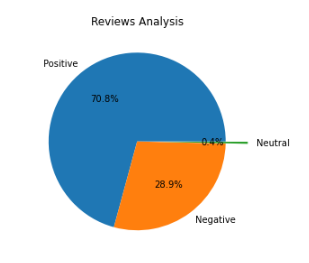 Reviews Analysis
Positive
70.8%
0.4%
Neutral
28.9%
Negative